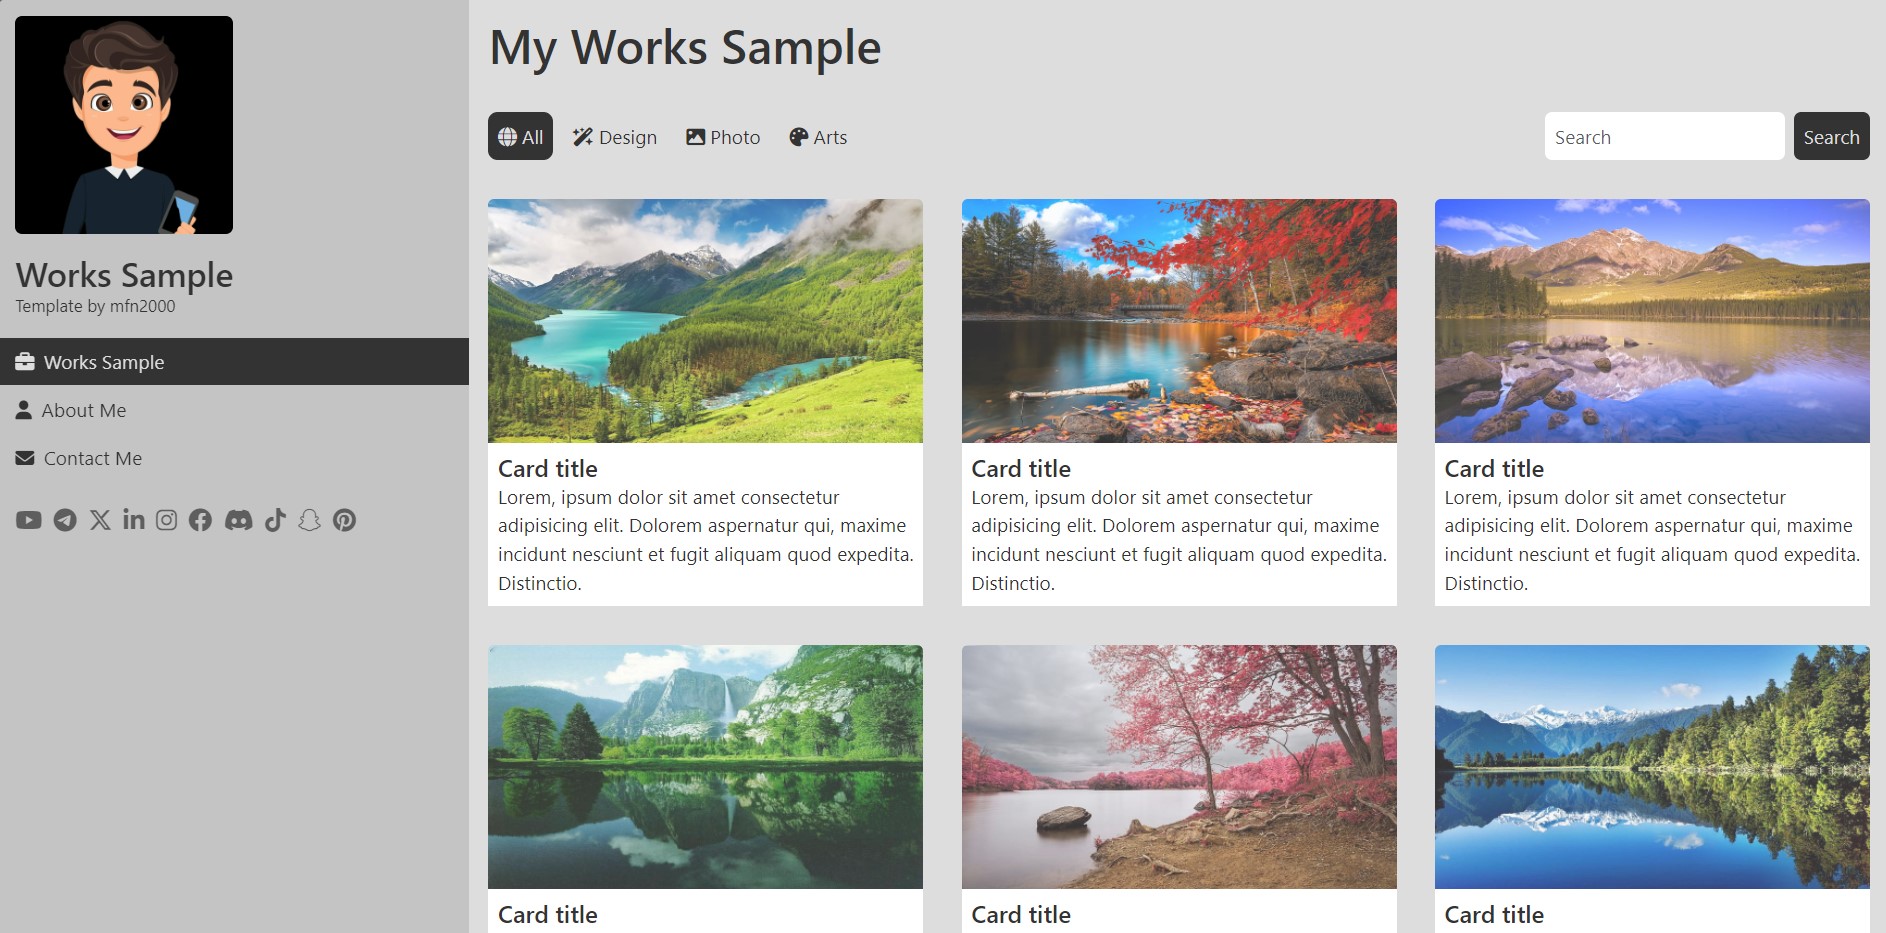 Works Sample
Template by mfn2000
Works Sample
About Me
Contact Me
My Works Sample
All Design Photo Arts
Search Search
Card title
Lorem, ipsum dolor sit amet consectetur
adipisicing elit. Dolorem aspernatur qui, maxime
incidunt nesciunt et fugit aliquam quod expedita.
Distinctio.
Card title
Lorem, ipsum dolor sit amet consectetur
adipisicing elit. Dolorem aspernatur qui, maxime
incidunt nesciunt et fugit aliquam quod expedita.
Distinctio.
Card title
Lorem, ipsum dolor sit amet consectetur
adipisicing elit. Dolorem aspernatur qui, maxime
incidunt nesciunt et fugit aliquam quod expedita.
Distinctio.
Card title
Card title
Card title